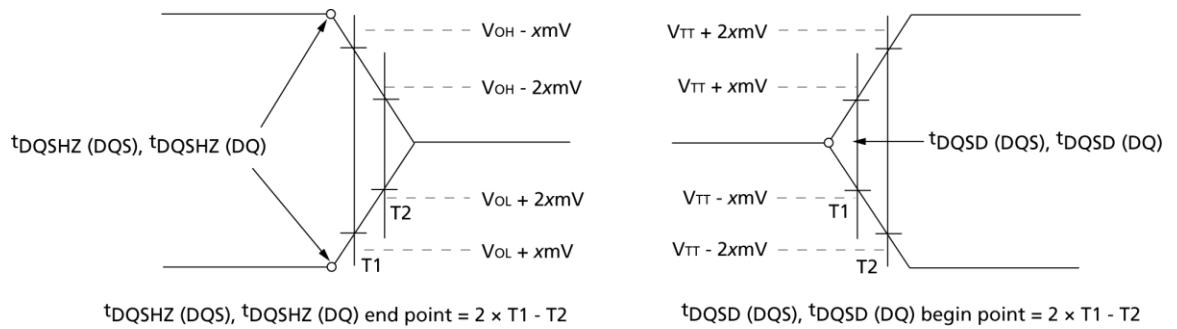 VOH - xmV
VOH - 2xmV
tDQSHZ (DQS), tDQSHZ (DQ)
VOL + 2xmV
T2
VOL + xmV
T1
tDQSHZ (DQS), tDQSHZ (DQ) end point = 2 × T1 - T2
VTT + 2xmV
VTT + xmV
tDQSD (DQS), tDQSD (DQ)
VTT - xmV
T1
VTT - 2xmV
T2
tDQSD (DQS), tDQSD (DQ) begin point = 2 × T1 - T2